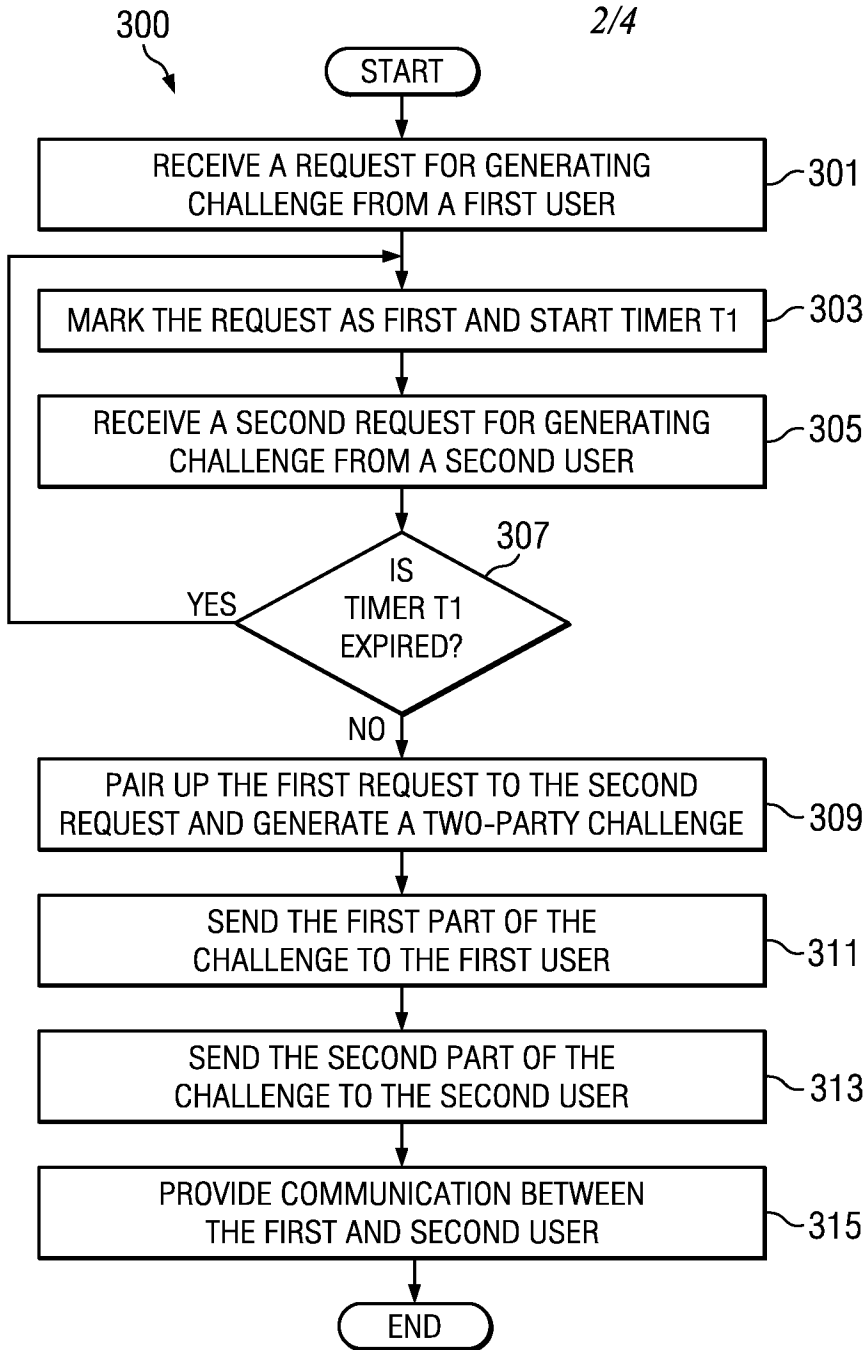 300
2/4
START
RECEIVE A REQUEST FOR GENERATING
CHALLENGE FROM A FIRST USER
301
MARK THE REQUEST AS FIRST AND START TIMER T1
303
RECEIVE A SECOND REQUEST FOR GENERATING
CHALLENGE FROM A SECOND USER
305
307
IS
TIMER T1
EXPIRED?
YES
NO
PAIR UP THE FIRST REQUEST TO THE SECOND
REQUEST AND GENERATE A TWO-PARTY CHALLENGE
309
SEND THE FIRST PART OF THE
CHALLENGE TO THE FIRST USER
311
SEND THE SECOND PART OF THE
CHALLENGE TO THE SECOND USER
313
PROVIDE COMMUNICATION BETWEEN
THE FIRST AND SECOND USER
315
END